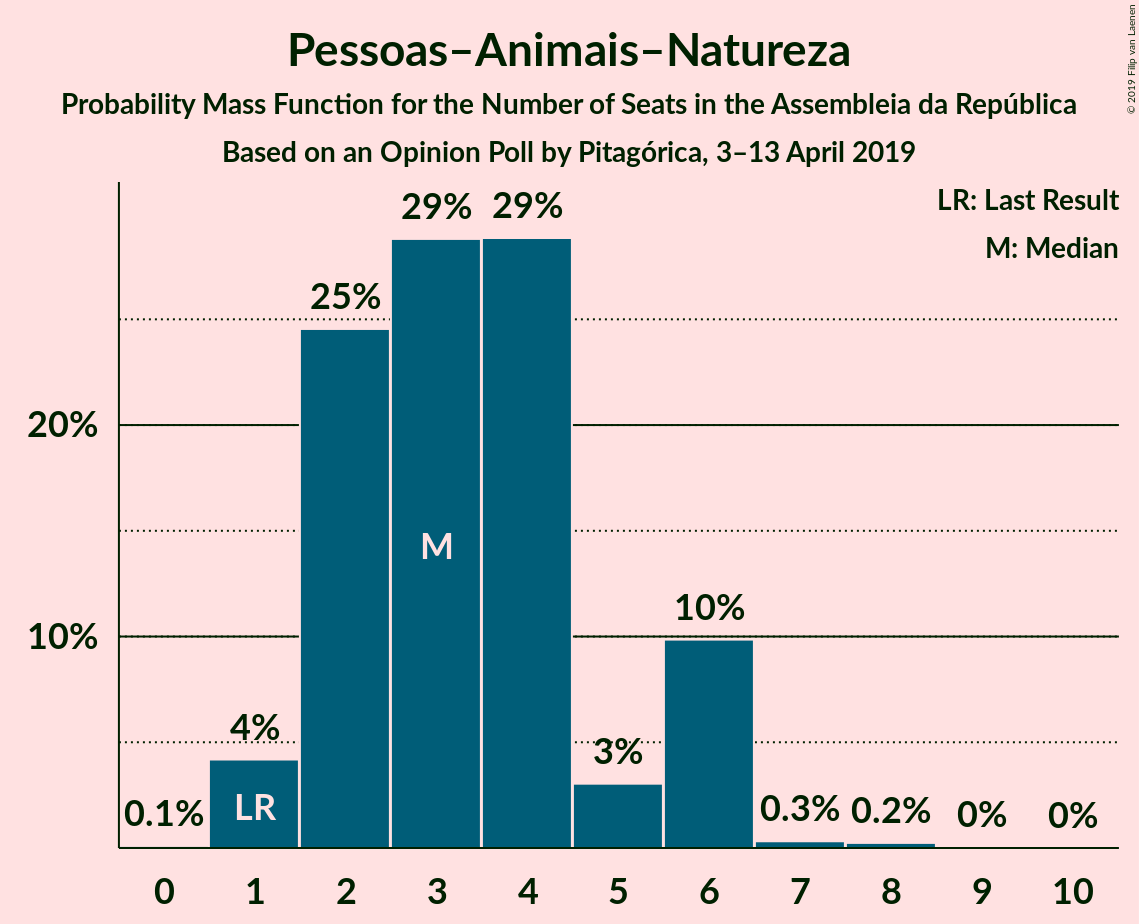 Pessoas–Animais–Natureza
Probability Mass Function for the Number of Seats in the Assembleia da República
Based on an Opinion Poll by Pitagórica, 3–13 April 2019
© 2019 Filip van Laenen
LR: Last Result
M: Median
29% 29%
25%
20%
M
10%
10%
4%
3%
0.1% LR 0.3% 0.2% 0% 0%
0 1 2 3 4 5 6 7 8 9 10